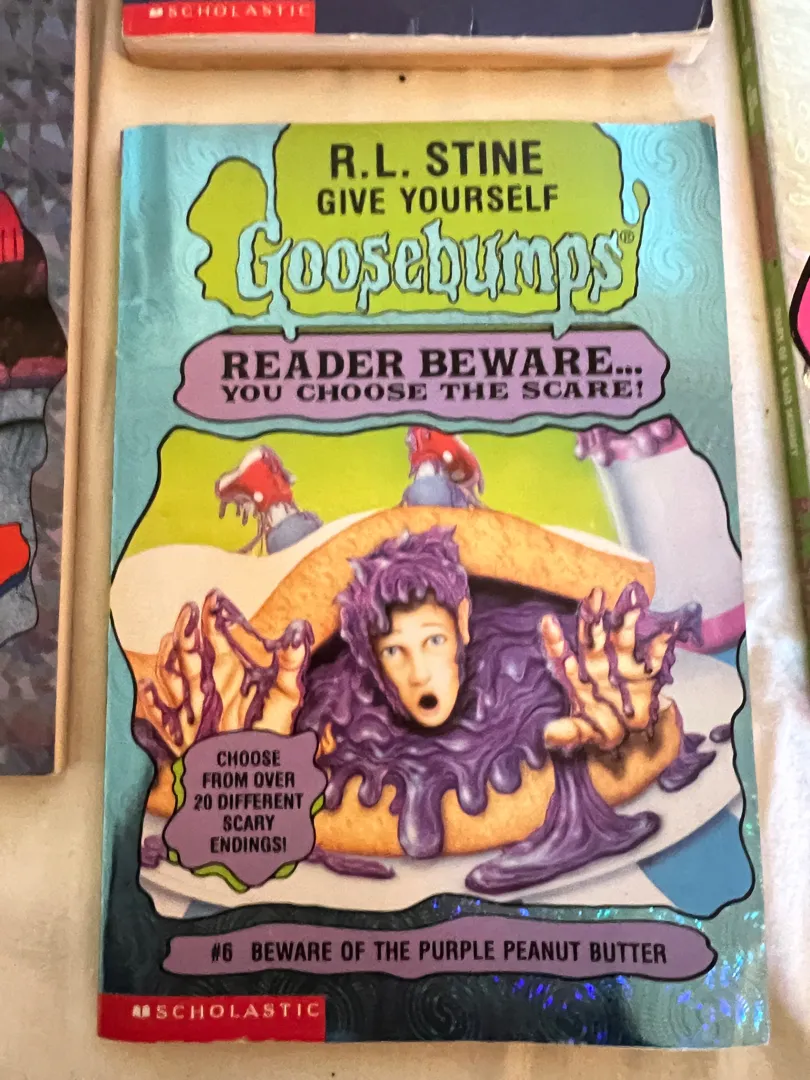 SCHOLASTIC
R.L. STINE
GIVE YOURSELF
Goosebumps®
READER BEWARE...
YOU CHOOSE THE SCARE!
CHOOSE
FROM OVER
20 DIFFERENT
SCARY
ENDINGS!
#6 BEWARE OF THE PURPLE PEANUT BUTTER
SCHOLASTIC